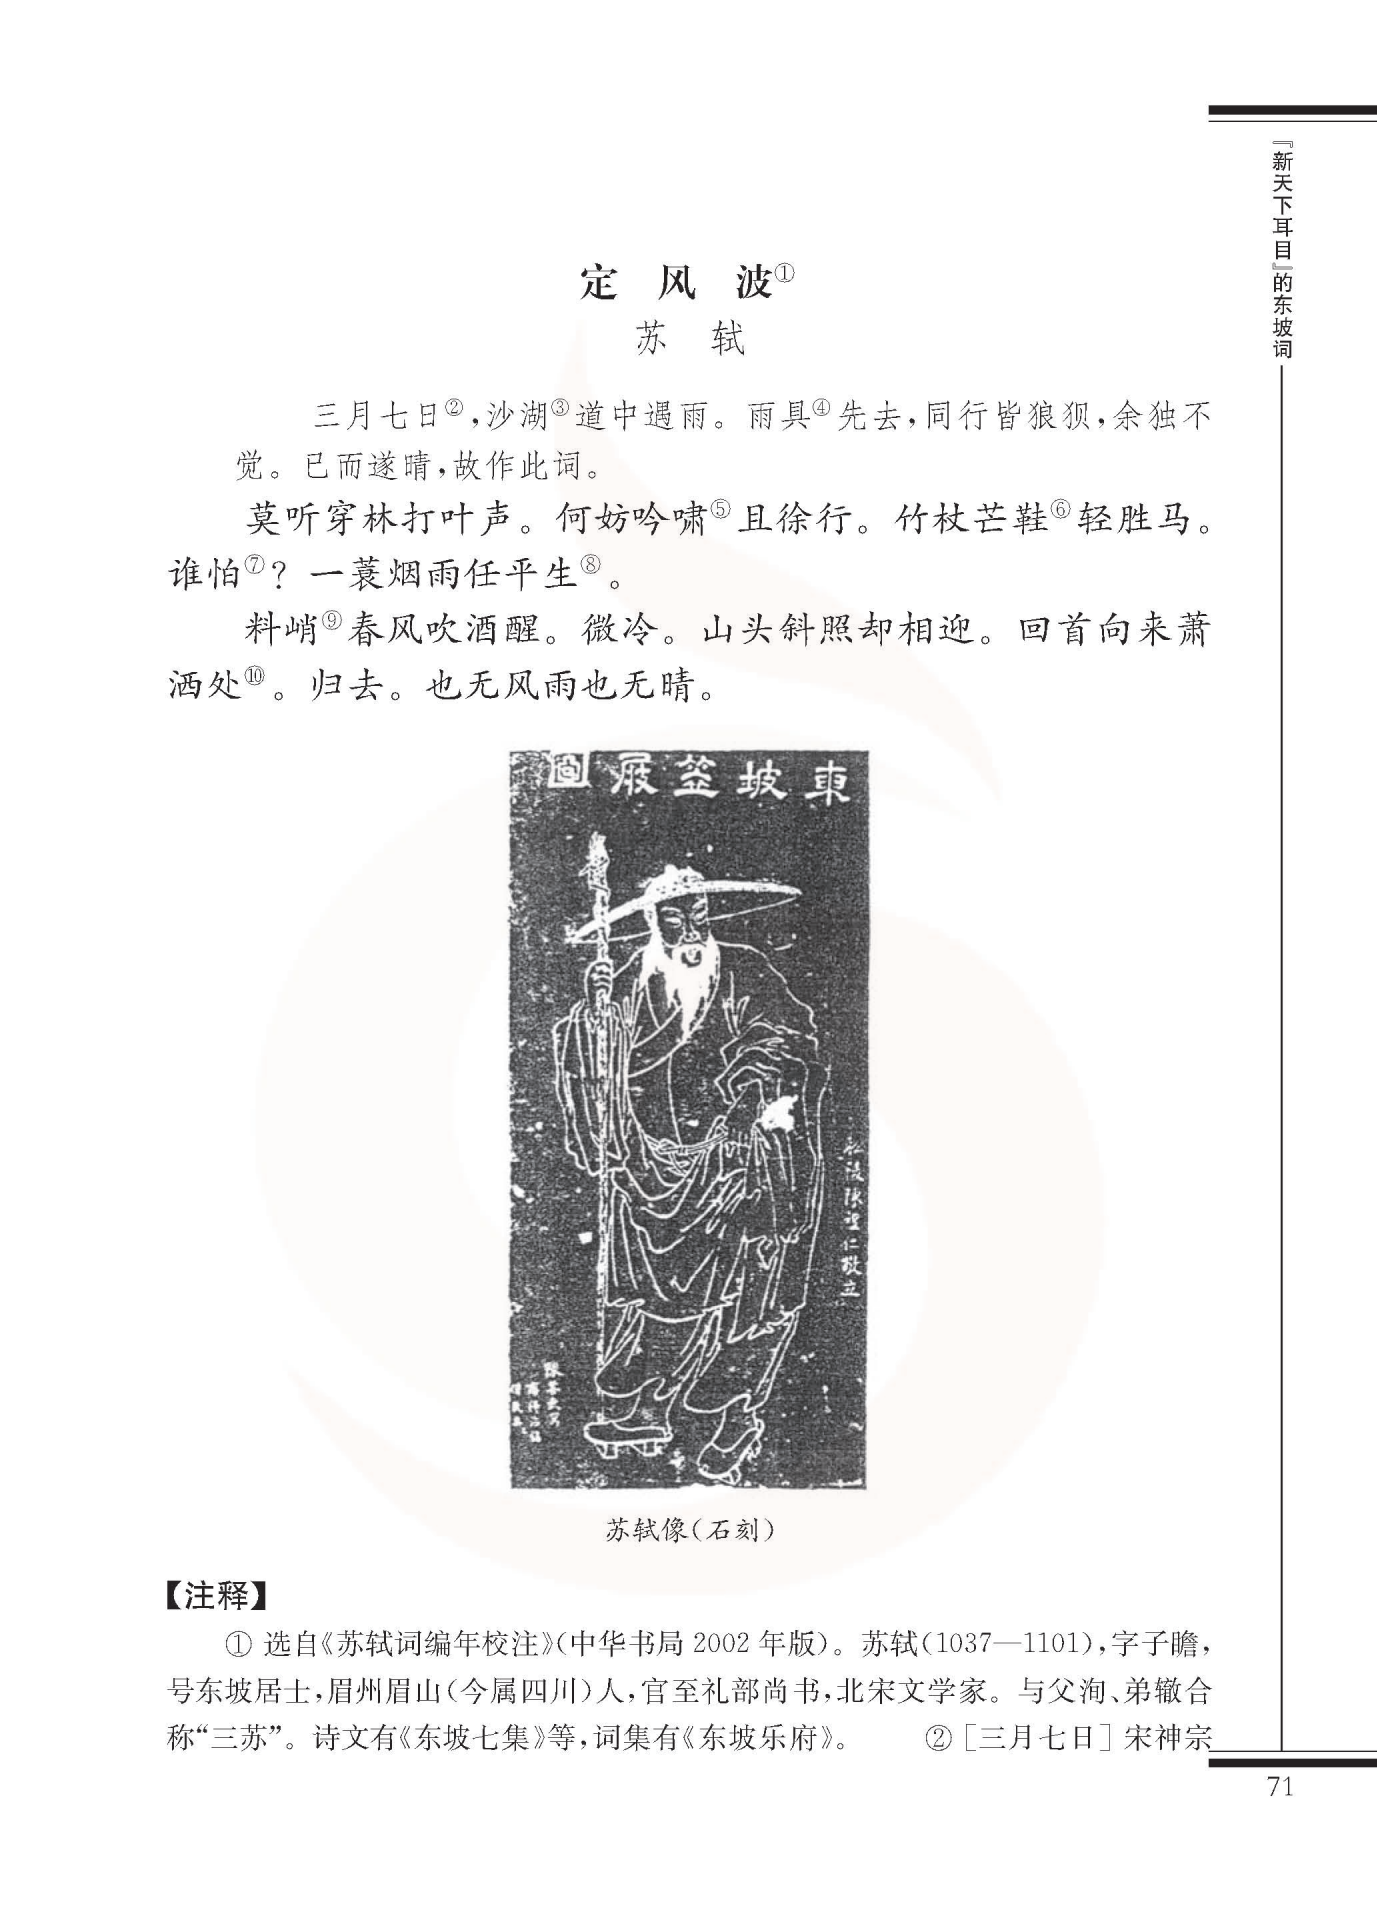 『新天下耳目』的东坡词
定风波①
苏轼
三月七日②,沙湖③道中遇雨。雨具④先去,同行皆狼狈,余独不
觉。已而遂晴,故作此词。
莫听穿林打叶声。何妨吟啸⑤且徐行。竹杖芒鞋⑥轻胜马。
谁怕⑦?一蓑烟雨任平生⑧。
料峭⑨春风吹酒醒。微冷。山头斜照却相迎。回首向来萧
洒处⑩。归去。也无风雨也无晴。
東坡笠屐圖
陳理仁敬立
苏轼像(石刻)
【注释】
① 选自《苏轼词编年校注》(中华书局 2002 年版)。苏轼(1037—1101),字子瞻,
号东坡居士,眉州眉山(今属四川)人,官至礼部尚书,北宋文学家。与父洵、弟辙合
称“三苏”。诗文有《东坡七集》等,词集有《东坡乐府》。 ②［三月七日］宋神宗
71